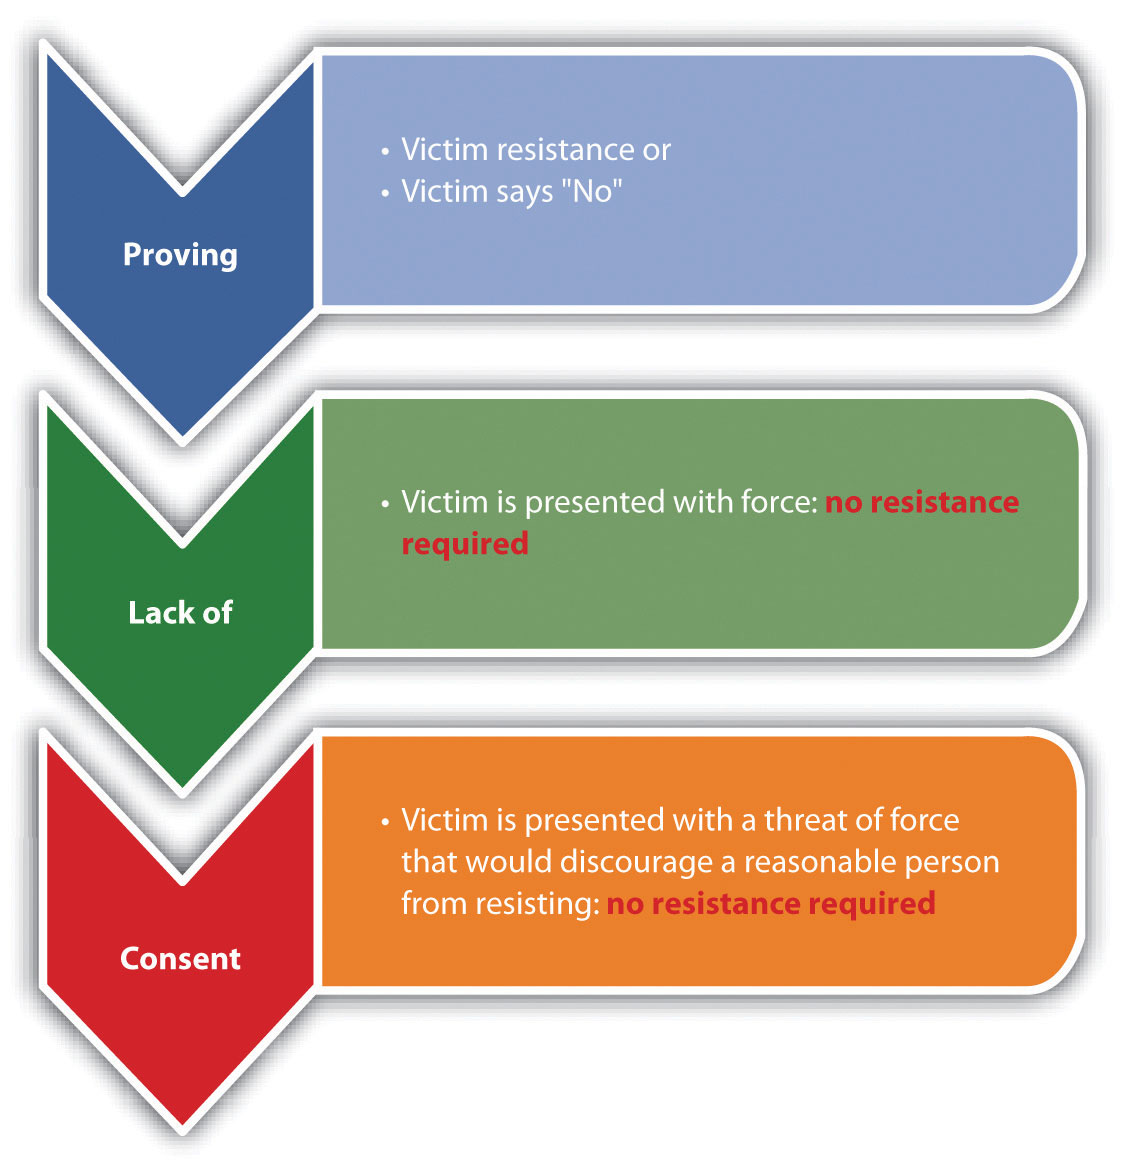 Proving
• Victim resistance or
• Victim says "No"
Lack of
• Victim is presented with force: no resistance
required
Consent
• Victim is presented with a threat of force
that would discourage a reasonable person
from resisting: no resistance required